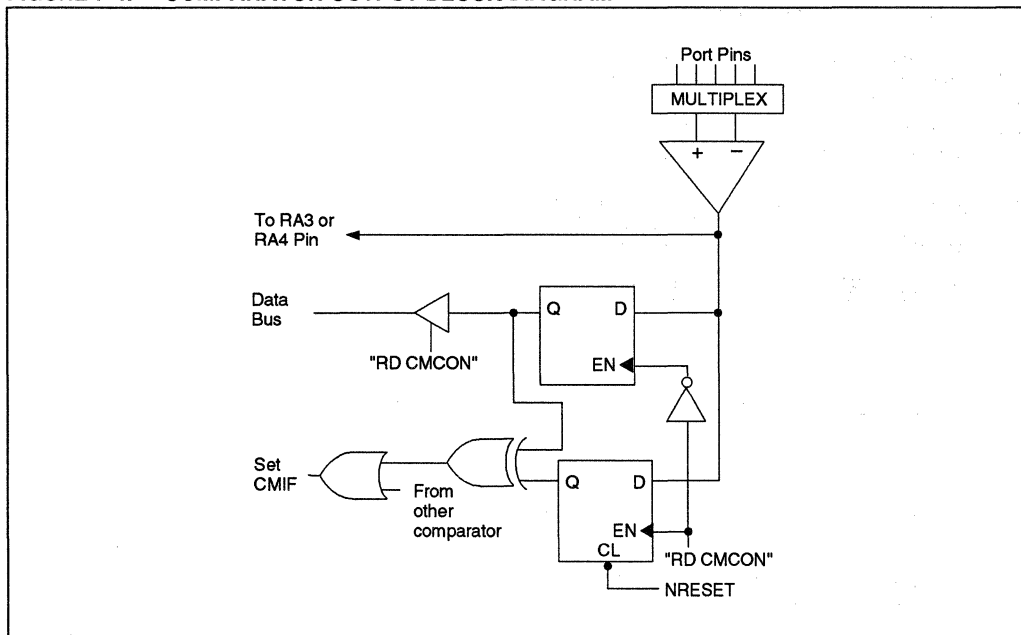 Port Pins
MULTIPLEX
+ −
To RA3 or
RA4 Pin
Data
Bus
Q D
EN
"RD CMCON"
Set
CMIF
From
other
comparator
Q D
EN
CL
"RD CMCON"
NRESET